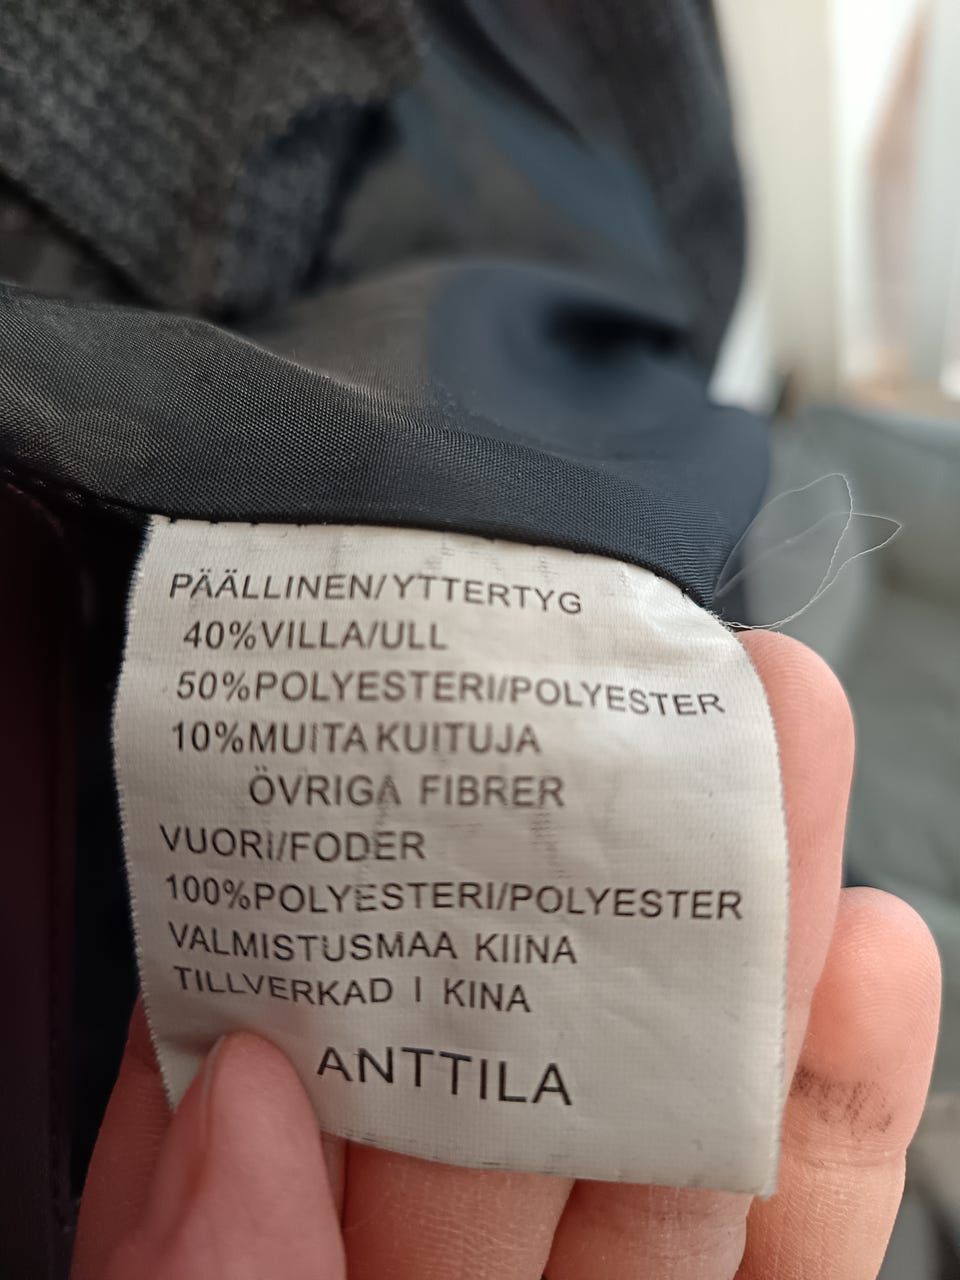 PÄÄLLINEN/YTTERTYG
40%VILLA/ULL
50%POLYESTERI/POLYESTER
10%MUITA KUITUJA
ÖVRIGA FIBRER
VUORI/FODER
100%POLYESTERI/POLYESTER
VALMISTUSMAA KIINA
TILLVERKAD I KINA
ANTTILA